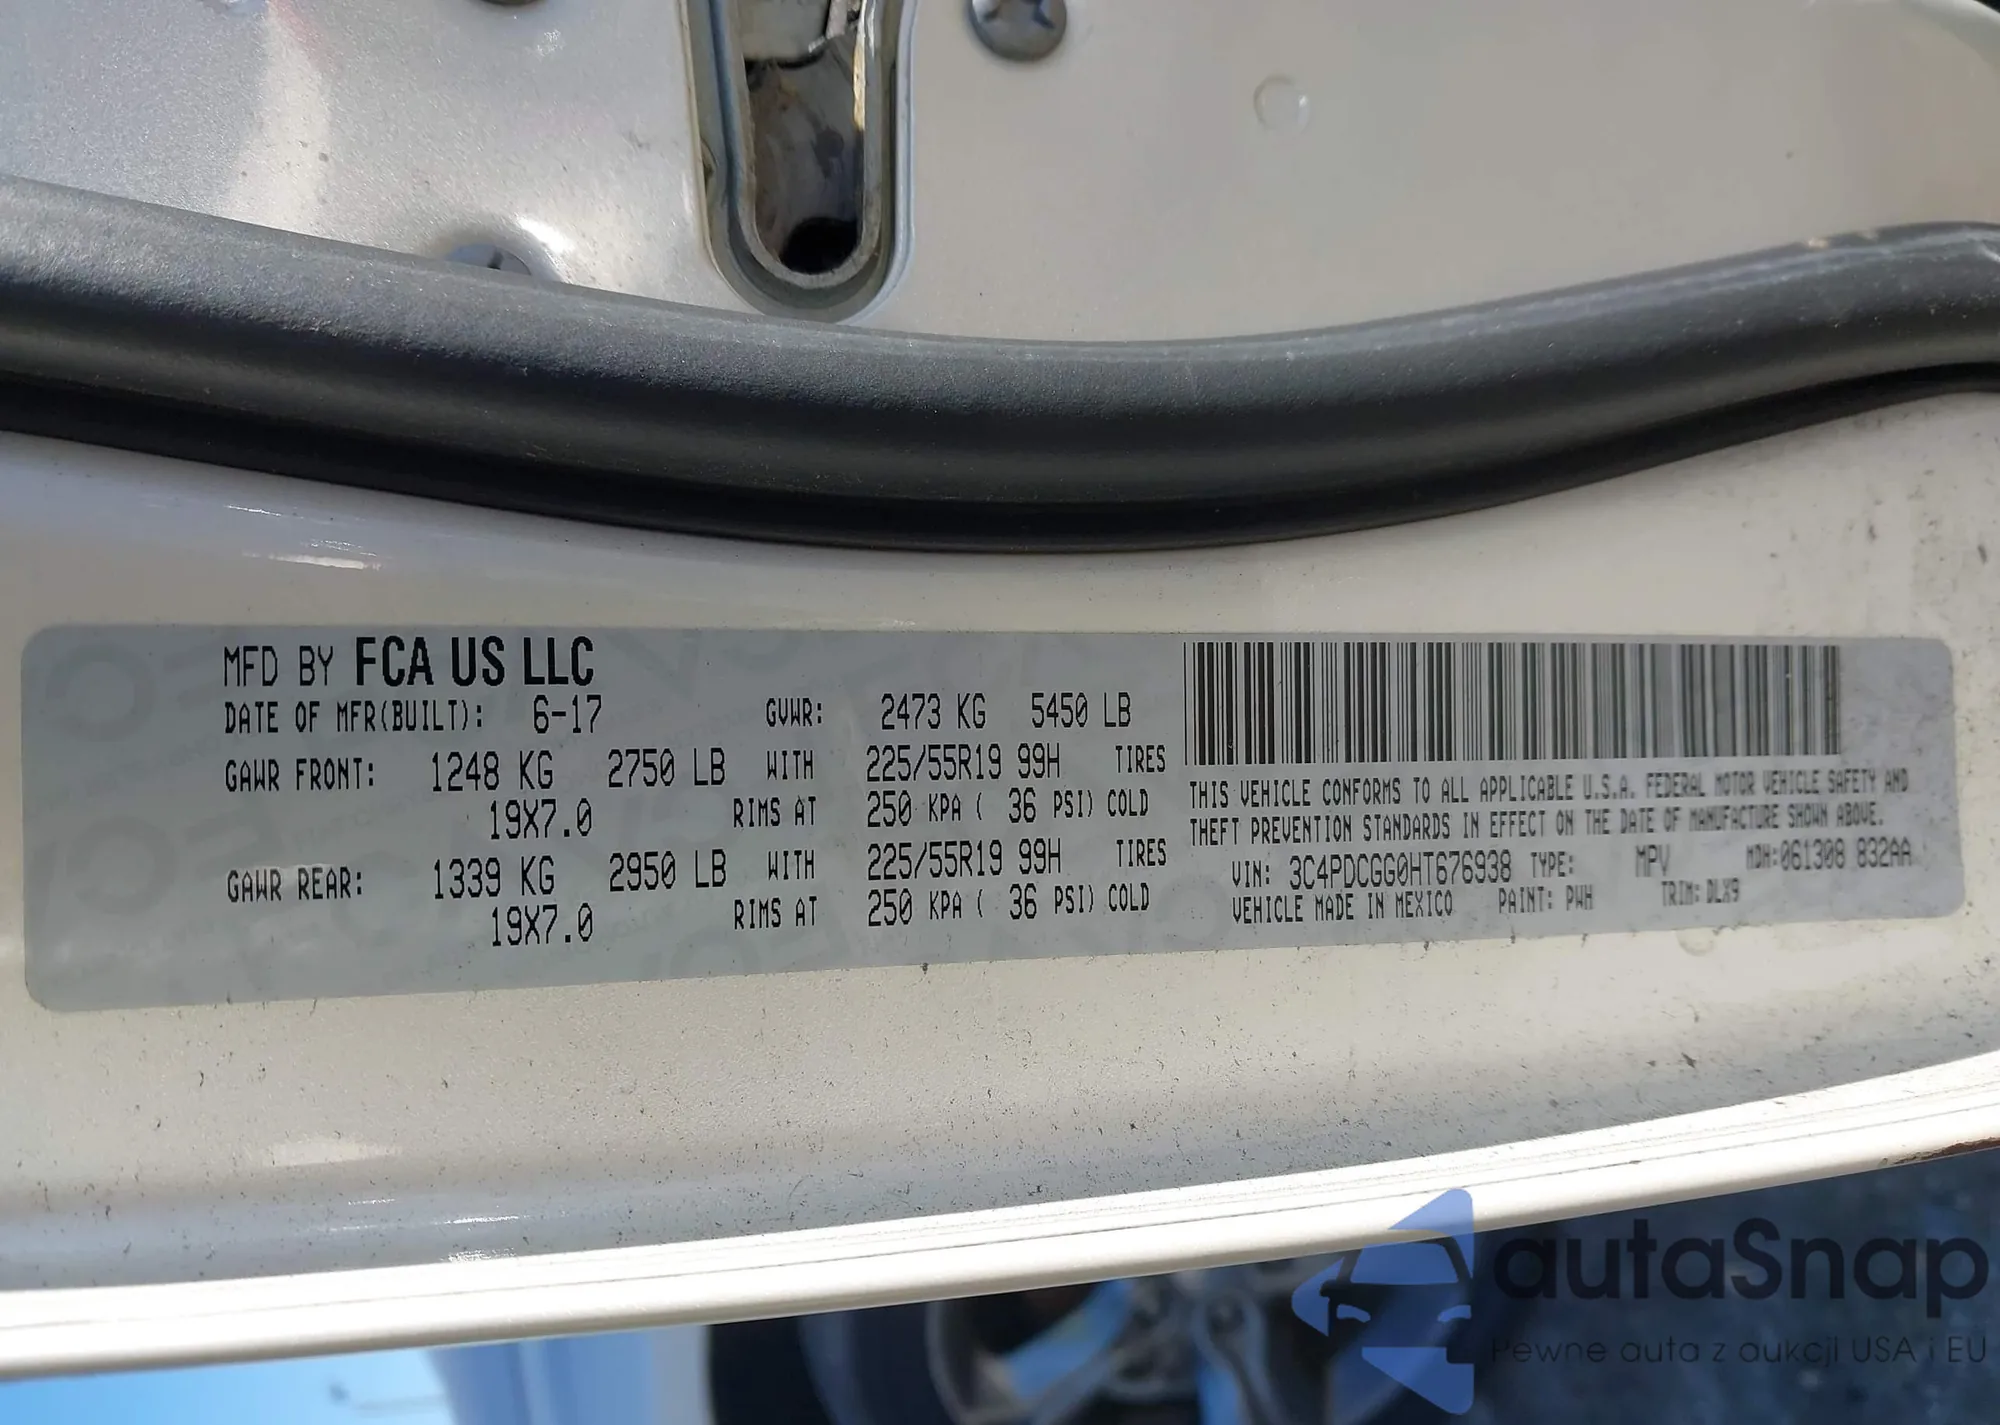 MFD BY FCA US LLC
DATE OF MFR(BUILT): 6-17 GVWR: 2473 KG 5450 LB
GAWR FRONT: 1248 KG 2750 LB WITH 225/55R19 99H TIRES
19X7.0 RIMS AT 250 KPA ( 36 PSI) COLD
GAWR REAR: 1339 KG 2950 LB WITH 225/55R19 99H TIRES
19X7.0 RIMS AT 250 KPA ( 36 PSI) COLD
THIS VEHICLE CONFORMS TO ALL APPLICABLE U.S.A. FEDERAL MOTOR VEHICLE SAFETY AND
THEFT PREVENTION STANDARDS IN EFFECT ON THE DATE OF MANUFACTURE SHOWN ABOVE.
VIN: 3C4PDCGG0HT676938 TYPE: MPV MDH:061308 832AA
VEHICLE MADE IN MEXICO PAINT: PWH TRIM: DLX9
autaSnap
Pewne auta z aukcji USA i EU